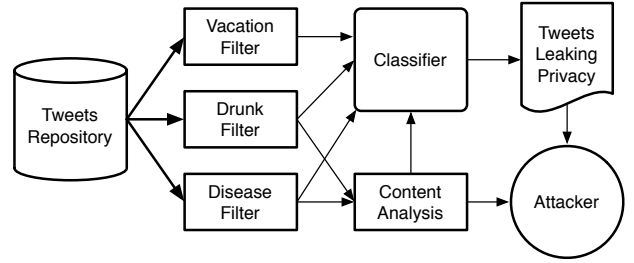 Tweets
Repository
Vacation
Filter
Drunk
Filter
Disease
Filter
Classifier
Content
Analysis
Tweets
Leaking
Privacy
Attacker